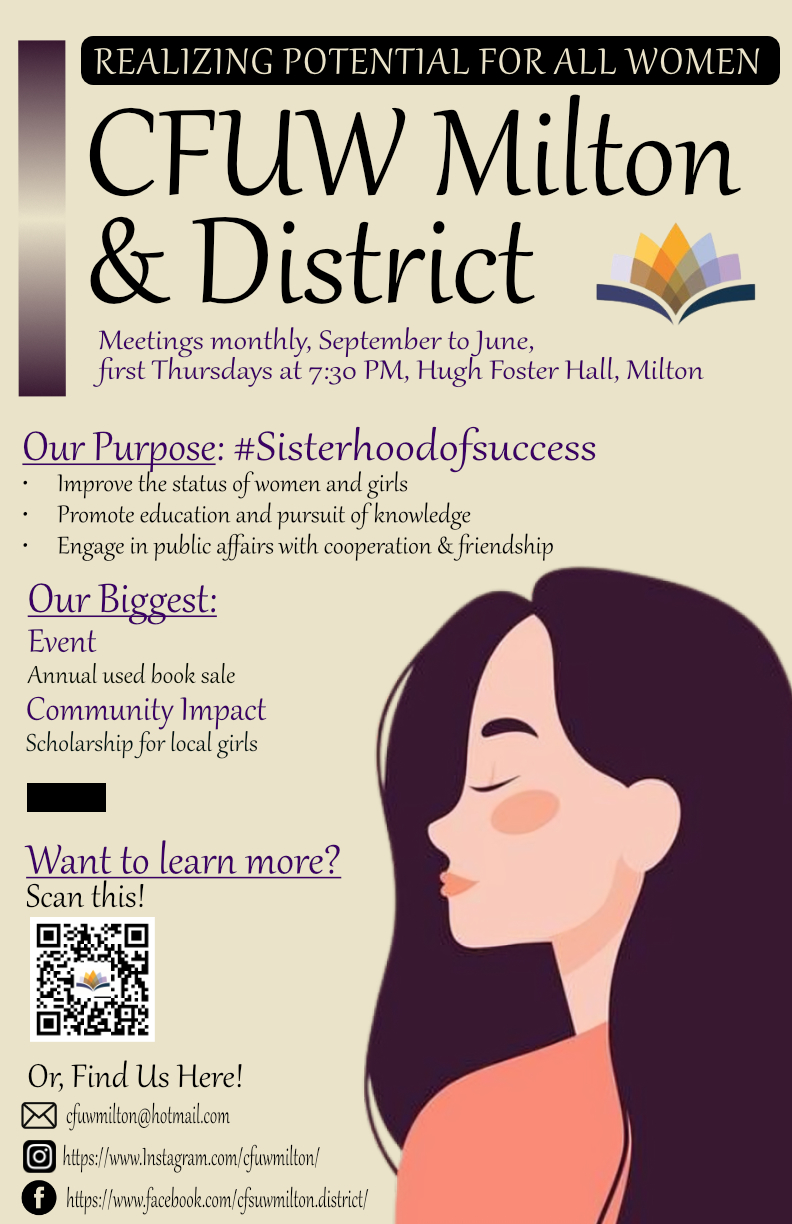 REALIZING POTENTIAL FOR ALL WOMEN
CFUW Milton
& District
Meetings monthly, September to June,
first Thursdays at 7:30 PM, Hugh Foster Hall, Milton
Our Purpose: #Sisterhoodofsuccess
• Improve the status of women and girls
• Promote education and pursuit of knowledge
• Engage in public affairs with cooperation & friendship
Our Biggest:
Event
Annual used book sale
Community Impact
Scholarship for local girls
Want to learn more?
Scan this!
Or, Find Us Here!
cfuwmilton@hotmail.com
https://www.Instagram.com/cfuwmilton/
https://www.facebook.com/cfsuwmilton.district/